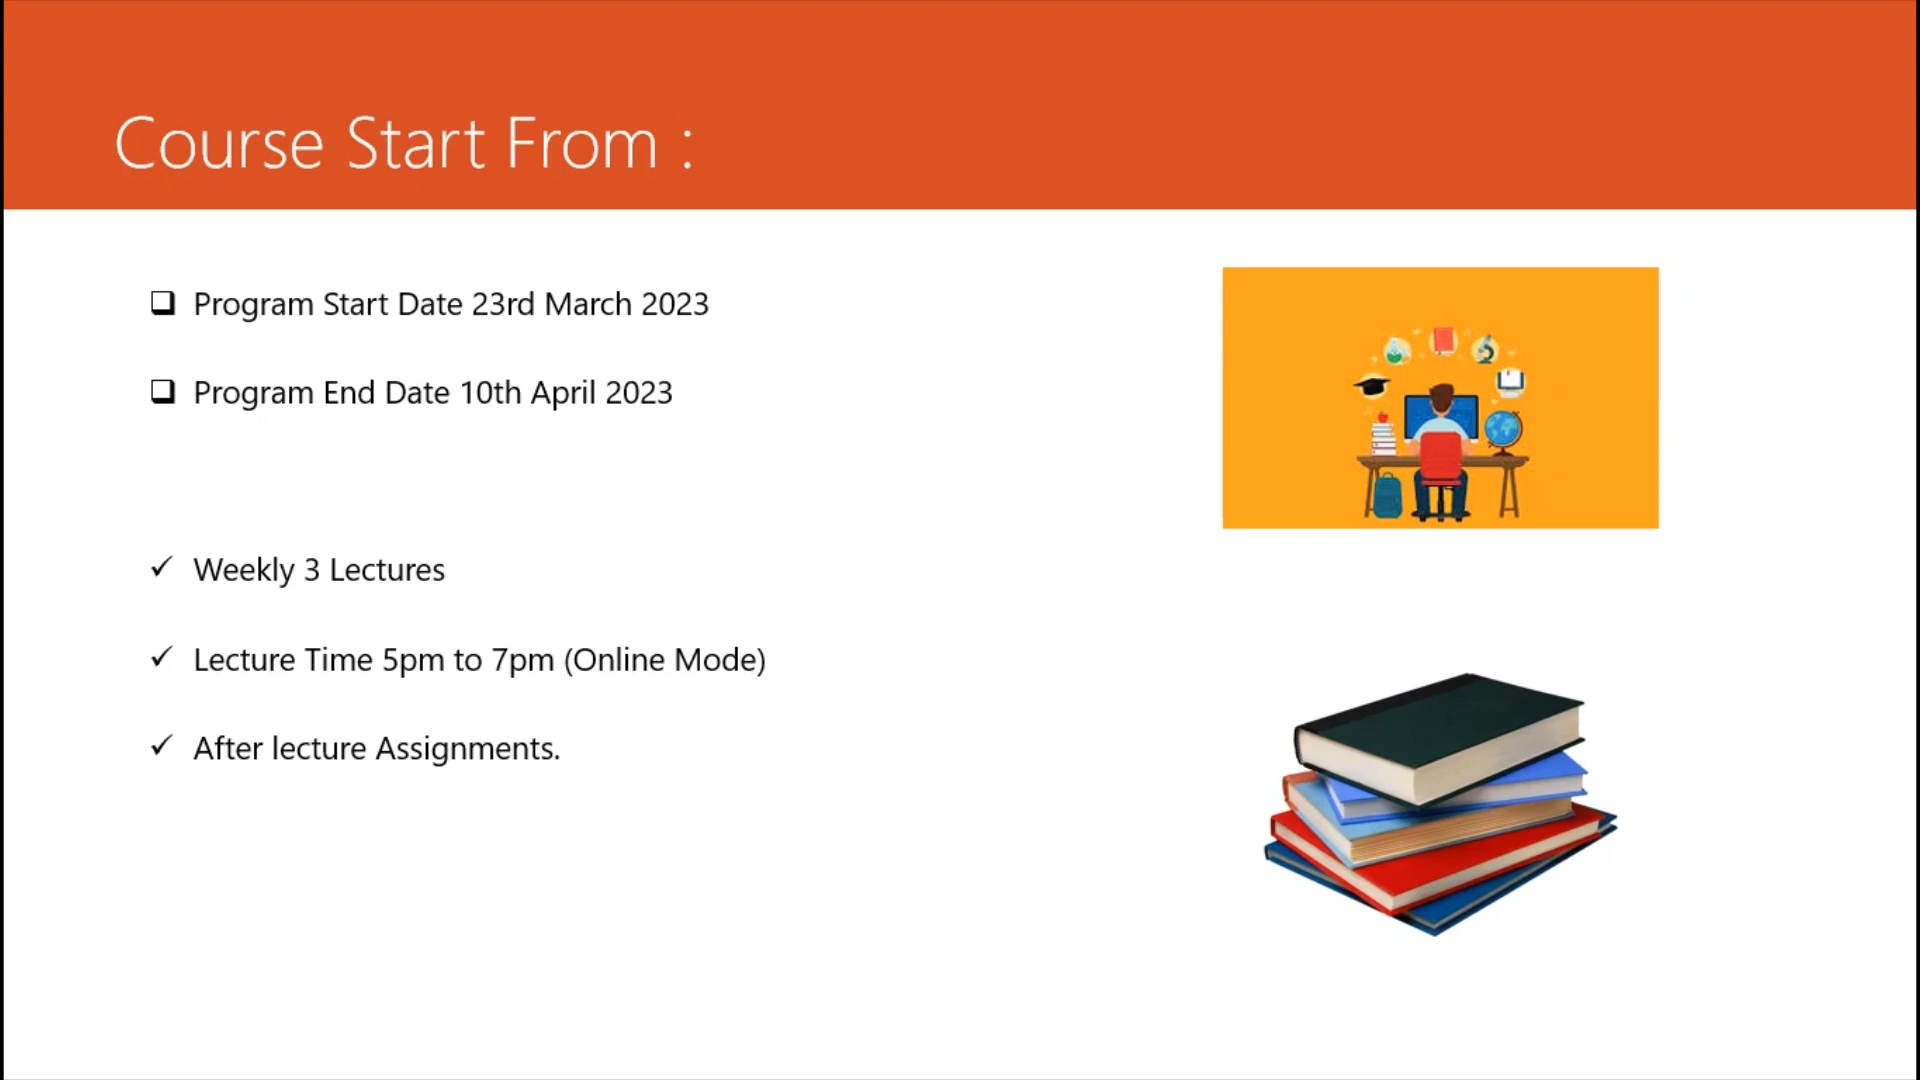 Course Start From :
Program Start Date 23rd March 2023
Program End Date 10th April 2023
Weekly 3 Lectures
Lecture Time 5pm to 7pm (Online Mode)
After lecture Assignments.